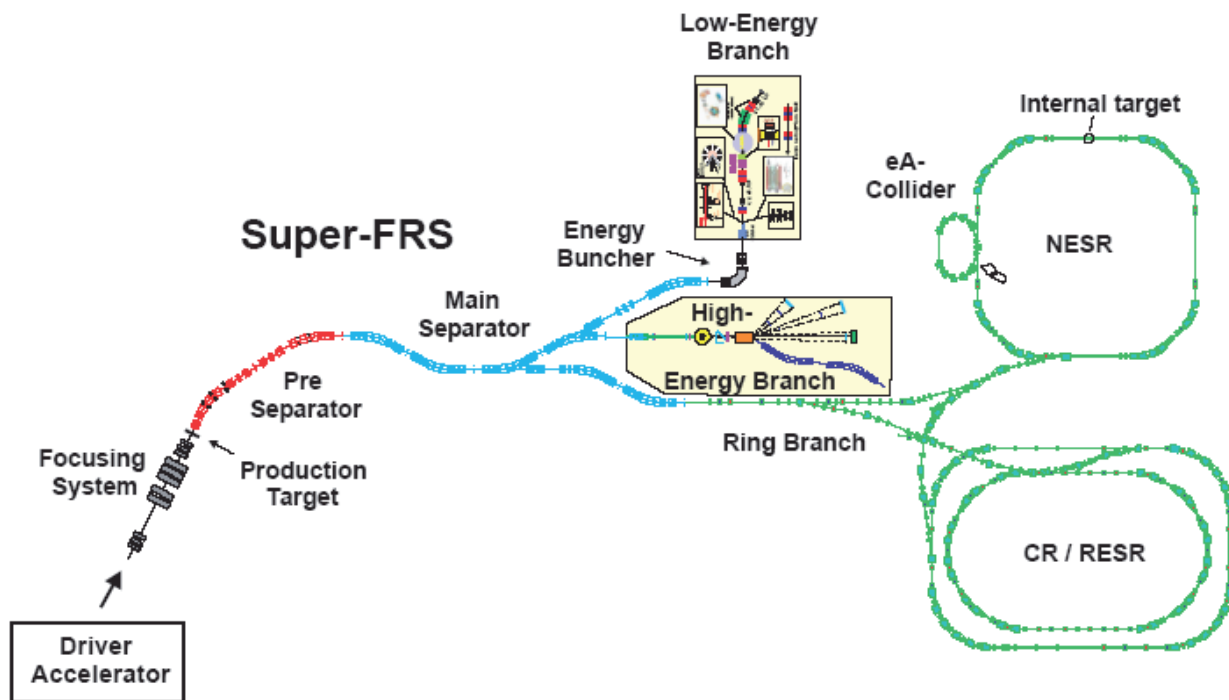 Low-Energy
Branch
Internal target
eA-
Collider
Super-FRS
Energy
Buncher
NESR
Main
Separator
High-
Energy Branch
Pre
Separator
Ring Branch
Focusing
System
Production
Target
CR / RESR
Driver
Accelerator